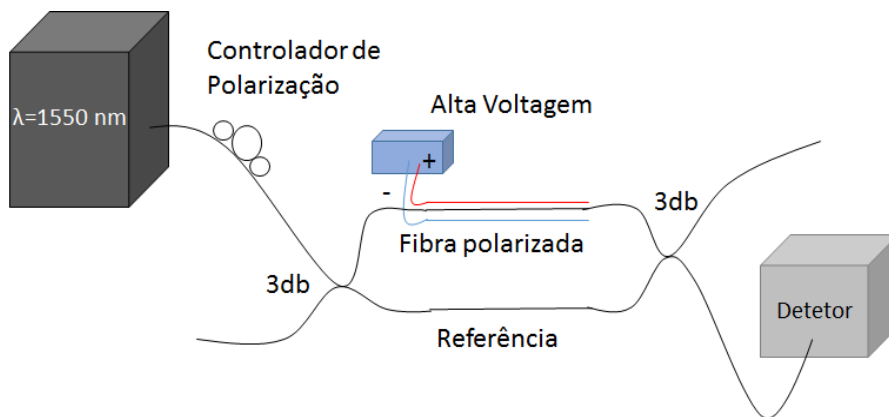 Controlador de
Polarização
λ=1550 nm
Alta Voltagem
+
-
3db
Fibra polarizada
3db
Referência
Detetor